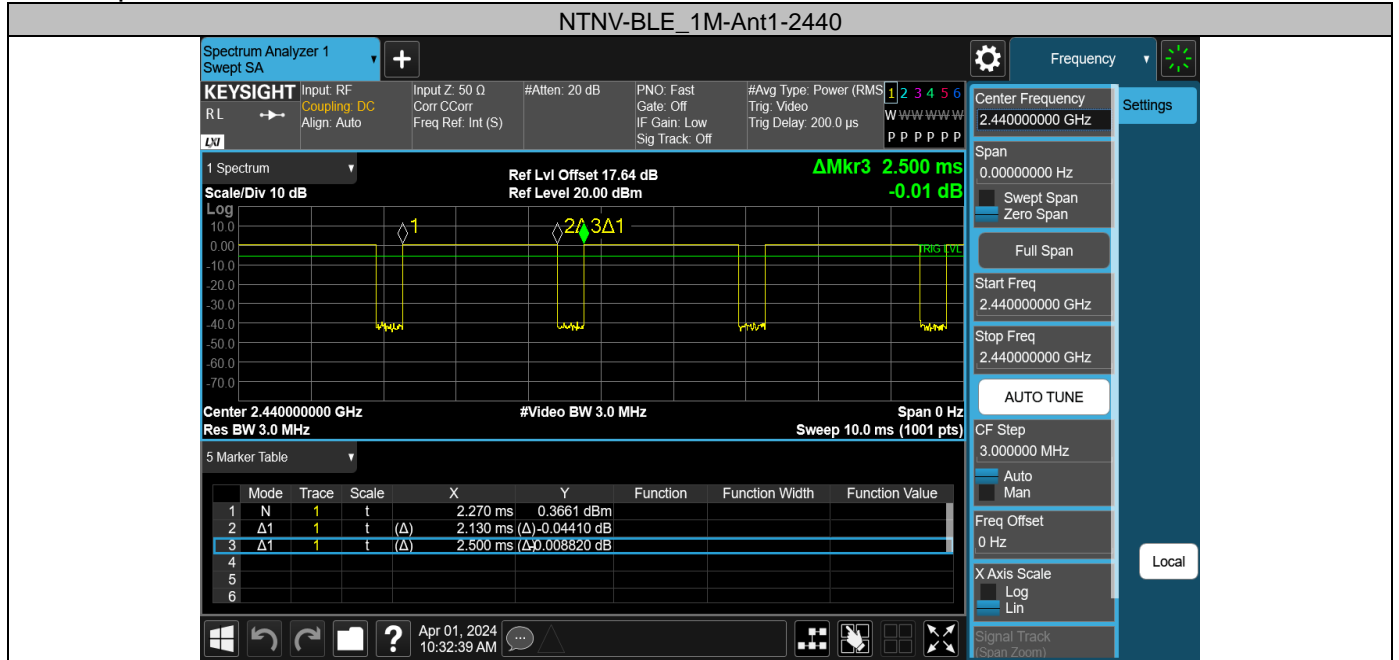 NTNV-BLE_1M-Ant1-2440
Spectrum Analyzer 1
Swept SA
Frequency
KEYSIGHT
RL
LXI
Input: RF
Coupling: DC
Align: Auto
Input Z: 50 Ω
Corr CCorr
Freq Ref: Int (S)
#Atten: 20 dB
PNO: Fast
Gate: Off
IF Gain: Low
Sig Track: Off
#Avg Type: Power (RMS
Trig: Video
Trig Delay: 200.0 µs
1 2 3 4 5 6
W W W W W W
P P P P P P
1 Spectrum
Scale/Div 10 dB
Ref Lvl Offset 17.64 dB
Ref Level 20.00 dBm
ΔMkr3 2.500 ms
-0.01 dB
Log
10.0
0.00
-10.0
-20.0
-30.0
-40.0
-50.0
-60.0
-70.0
1
2Δ 3Δ1
TRIG LVL
Center 2.440000000 GHz
Res BW 3.0 MHz
#Video BW 3.0 MHz
Span 0 Hz
Sweep 10.0 ms (1001 pts)
5 Marker Table
Mode Trace Scale X Y Function Function Width Function Value
1 N 1 t 2.270 ms 0.3661 dBm
2 Δ1 1 t (Δ) 2.130 ms (Δ)-0.04410 dB
3 Δ1 1 t (Δ) 2.500 ms (Δ)-0.008820 dB
4
5
6
?
Apr 01, 2024
10:32:39 AM
Center Frequency
2.440000000 GHz
Span
0.00000000 Hz
Swept Span
Zero Span
Full Span
Start Freq
2.440000000 GHz
Stop Freq
2.440000000 GHz
AUTO TUNE
CF Step
3.000000 MHz
Auto
Man
Freq Offset
0 Hz
X Axis Scale
Log
Lin
Signal Track
(Span Zoom)
Settings
Local